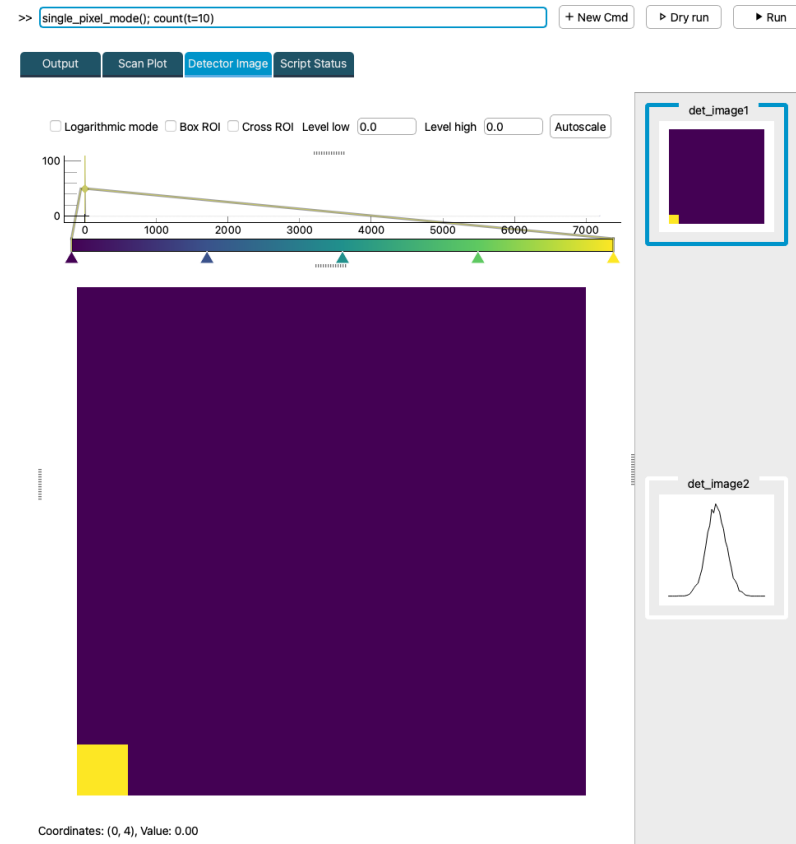 >> single_pixel_mode(); count(t=10) + New Cmd Dry run Run
Output Scan Plot Detector Image Script Status
Logarithmic mode Box ROI Cross ROI Level low 0.0 Level high 0.0 Autoscale
100
0
0 1000 2000 3000 4000 5000 6000 7000
det_image1
det_image2
Coordinates: (0, 4), Value: 0.00